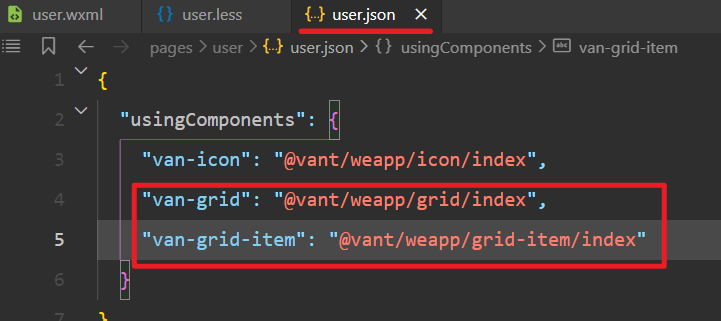 user.wxml {} user.less {..} user.json ×
pages > user > {..} user.json > {} usingComponents > abc van-grid-item
1 {
2 "usingComponents": {
3 "van-icon": "@vant/weapp/icon/index",
4 "van-grid": "@vant/weapp/grid/index",
5 "van-grid-item": "@vant/weapp/grid-item/index"
6 }
7 }